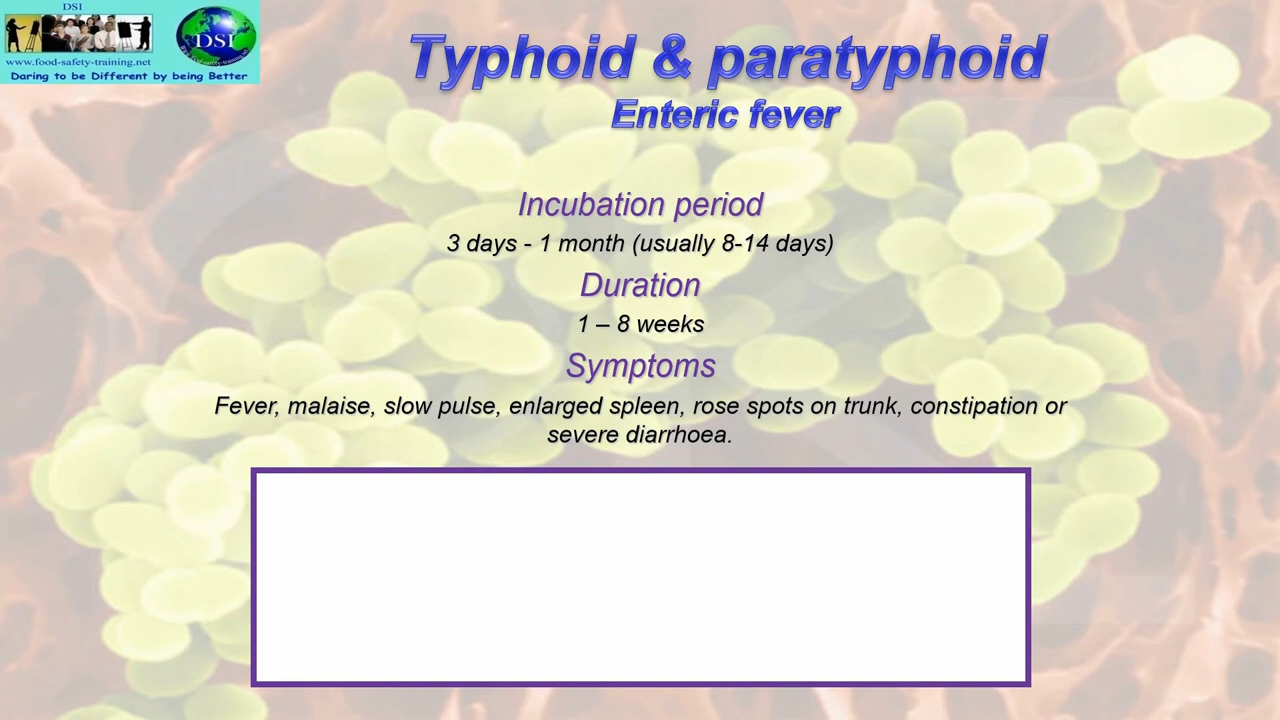 DSI
DSI
www.food-safety-training.net
Daring to be Different by being Better
Typhoid & paratyphoid
Enteric fever
Incubation period
3 days - 1 month (usually 8-14 days)
Duration
1 – 8 weeks
Symptoms
Fever, malaise, slow pulse, enlarged spleen, rose spots on trunk, constipation or
severe diarrhoea.